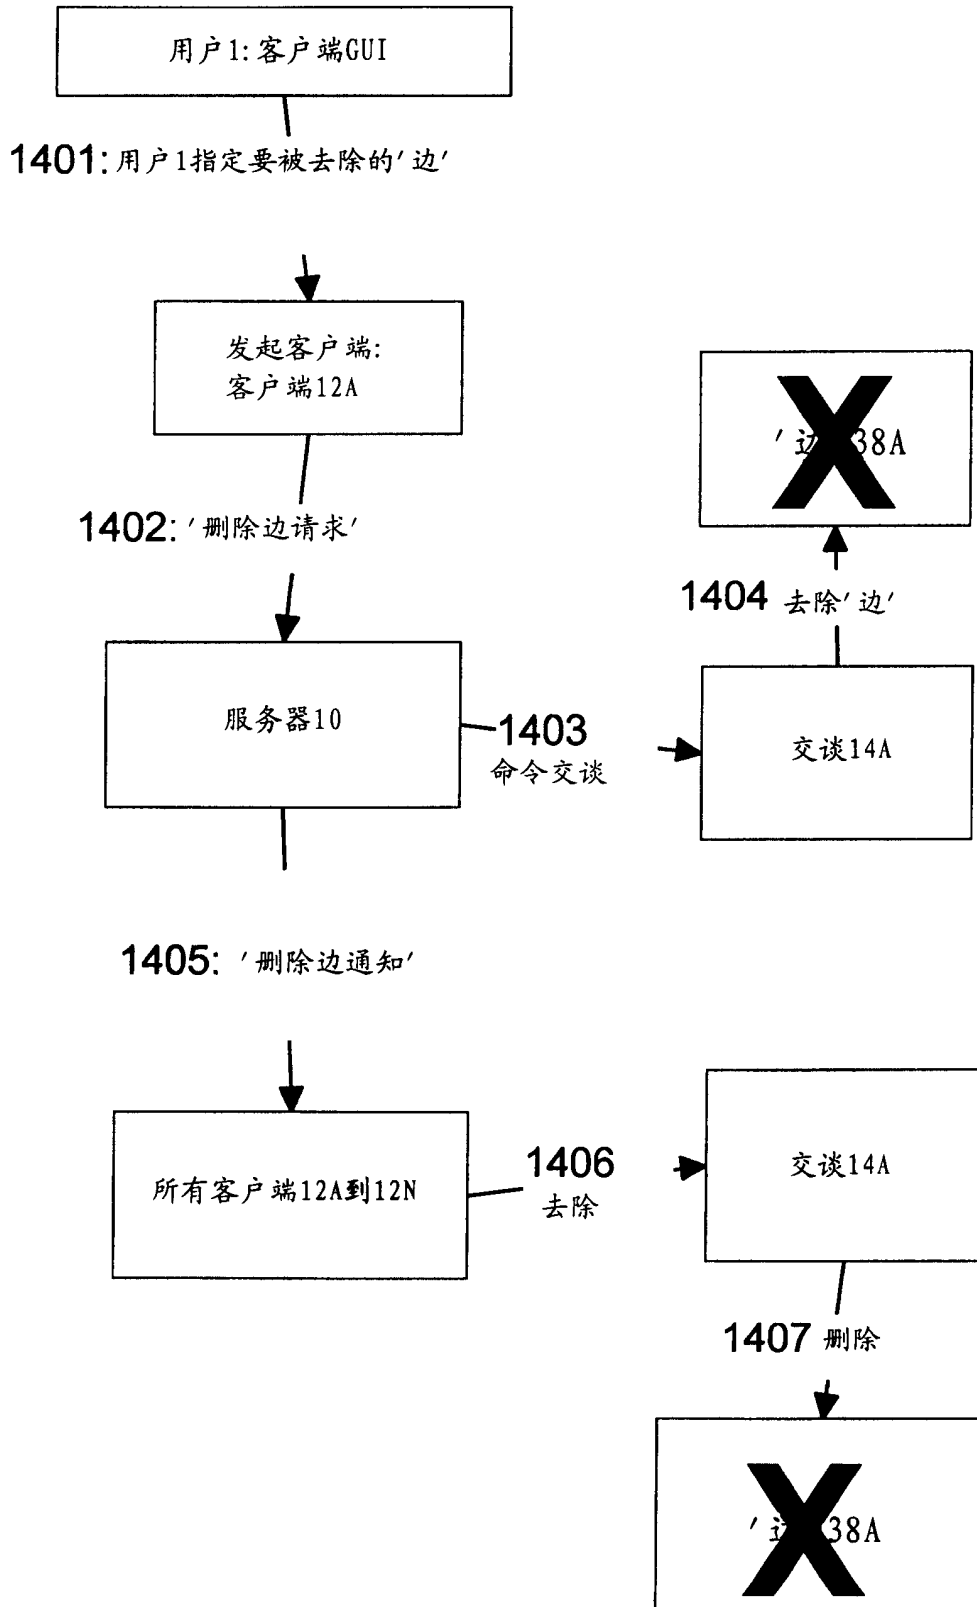 用户1:客户端GUI
1401:用户1指定要被去除的'边'
发起客户端:
客户端12A
1402:'删除边请求'
'边 38A
1404 去除'边'
服务器10
1403
命令交谈
交谈14A
1405: '删除边通知'
所有客户端12A到12N
1406
去除
交谈14A
1407 删除
'边 38A